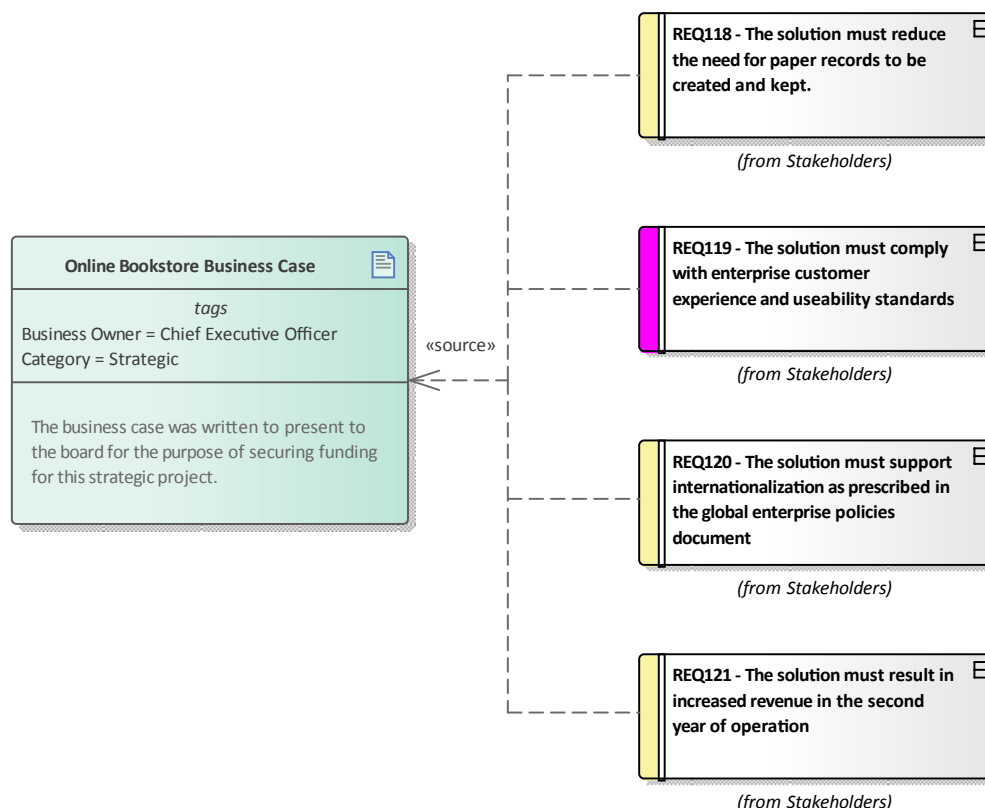 REQ118 - The solution must reduce
the need for paper records to be
created and kept.
(from Stakeholders)
REQ119 - The solution must comply
with enterprise customer
experience and useability standards
(from Stakeholders)
Online Bookstore Business Case
tags
Business Owner = Chief Executive Officer
Category = Strategic
The business case was written to present to
the board for the purpose of securing funding
for this strategic project.
«source»
REQ120 - The solution must support
internationalization as prescribed in
the global enterprise policies
document
(from Stakeholders)
REQ121 - The solution must result in
increased revenue in the second
year of operation
(from Stakeholders)